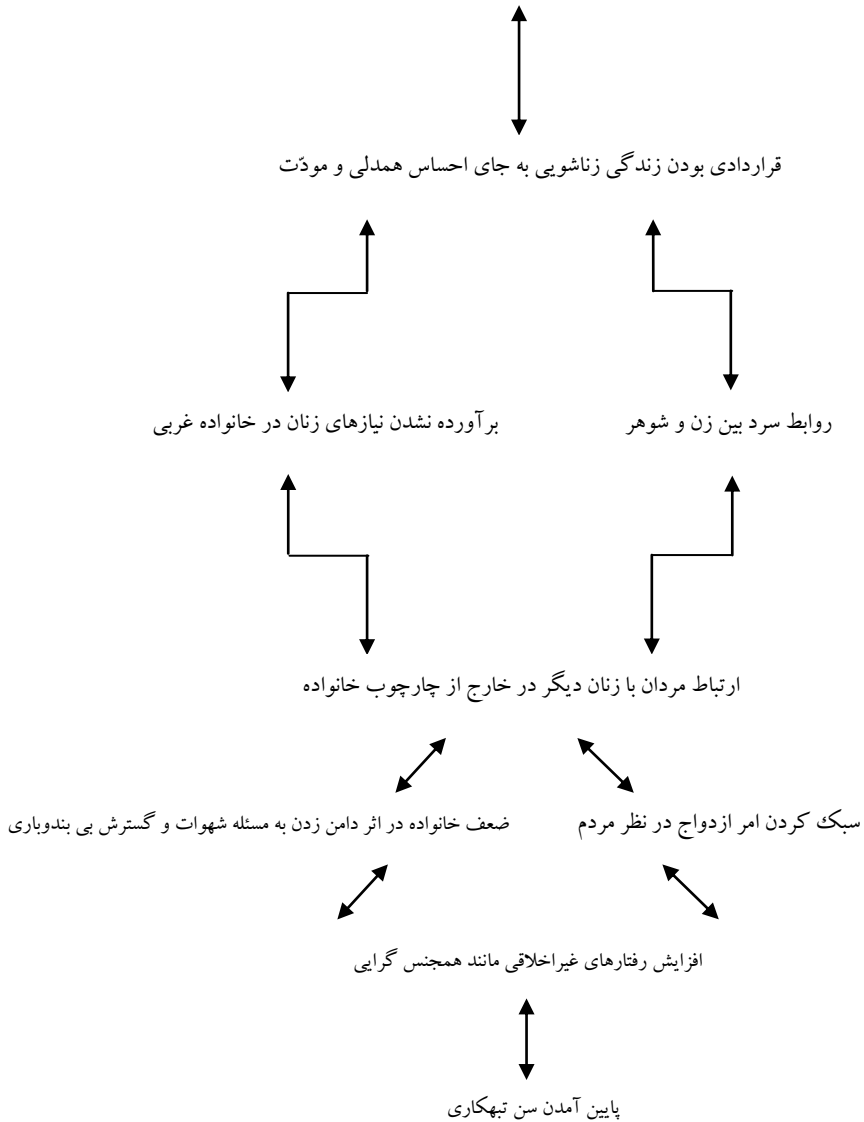 قراردادی بودن زندگی زناشویی به جای احساس همدلی و مودّت
روابط سرد بین زن و شوهر
برآورده نشدن نیازهای زنان در خانواده غربی
ارتباط مردان با زنان دیگر در خارج از چارچوب خانواده
سبک کردن امر ازدواج در نظر مردم
ضعف خانواده در اثر دامن زدن به مسئله شهوات و گسترش بی بندوباری
افزایش رفتارهای غیراخلاقی مانند همجنس گرایی
پایین آمدن سن تبهکاری